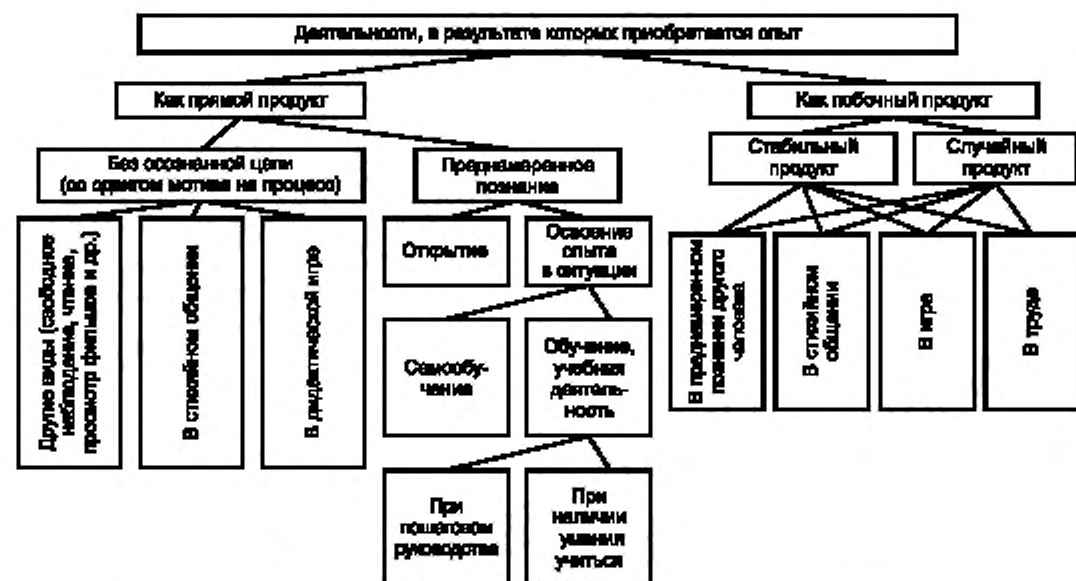 Деятельности, в результате которых приобретается опыт
Как прямой продукт
Как побочный продукт
Без осознанной цели
(со сдвигом мотива на процесс)
Преднамеренное
познание
Стабильный
продукт
Случайный
продукт
Другие виды (свободное
наблюдение, чтение,
просмотр фильмов и др.)
В стихийном общении
В дидактической игре
Открытие
Освоение
опыта
в ситуации
В преднамеренном
познании другого
человека
В стихийном
общении
В игре
В труде
Самообу-
чение
Обучение,
учебная
деятель-
ность
При
пошаговом
руководстве
При
наличии
умения
учиться